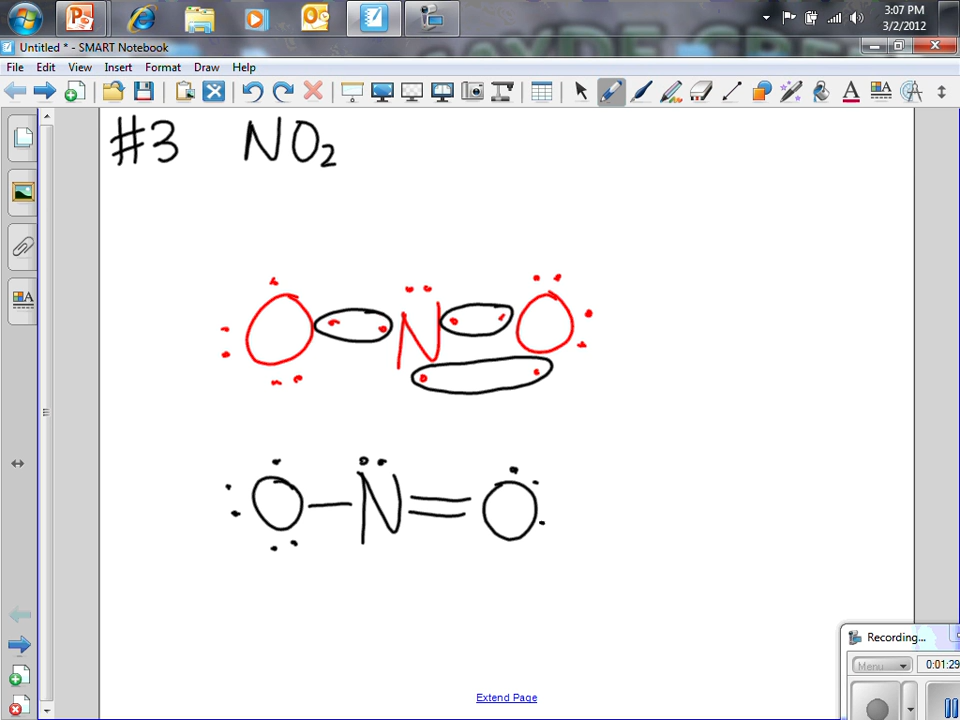 3:07 PM
3/2/2012
Untitled * - SMART Notebook
File Edit View Insert Format Draw Help
#3 NO₂
O N O
O — N = O
Recording...
Menu
0:01:29
Extend Page